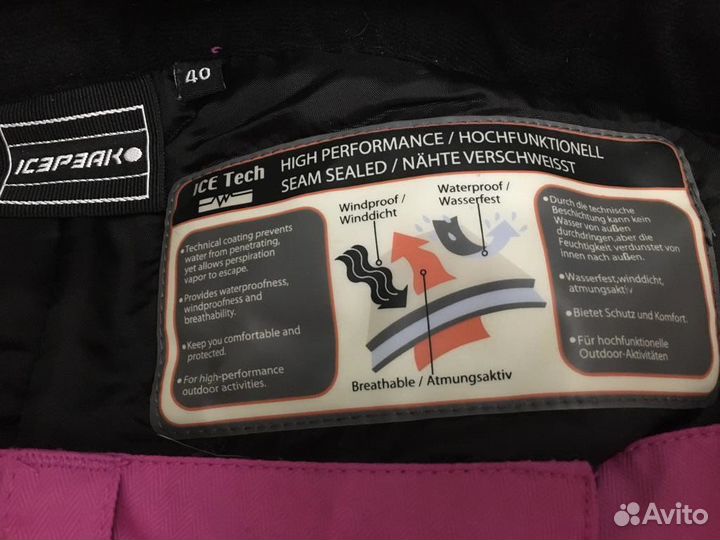 40
ICEPEAK
ICE Tech
HIGH PERFORMANCE / HOCHFUNKTIONELL
SEAM SEALED / NÄHTE VERSCHWEISST
•Technical coating prevents
water from penetrating,
yet allows perspiration
vapor to escape.
•Provides waterproofness,
windproofness and
breathability.
•Keep you comfortable and
protected.
•For high-performance
outdoor activities.
Windproof /
Winddicht
Waterproof /
Wasserfest
Breathable / Atmungsaktiv
•Durch die technische
Beschichtung kann kein
Wasser von außen
durchdringen,aber die
Feuchtigkeit verdunstet von
innen nach außen.
•Wasserfest,winddicht,
atmungsaktiv
•Bietet Schutz und Komfort.
•Für hochfunktionelle
Outdoor-Aktivitäten
Avito